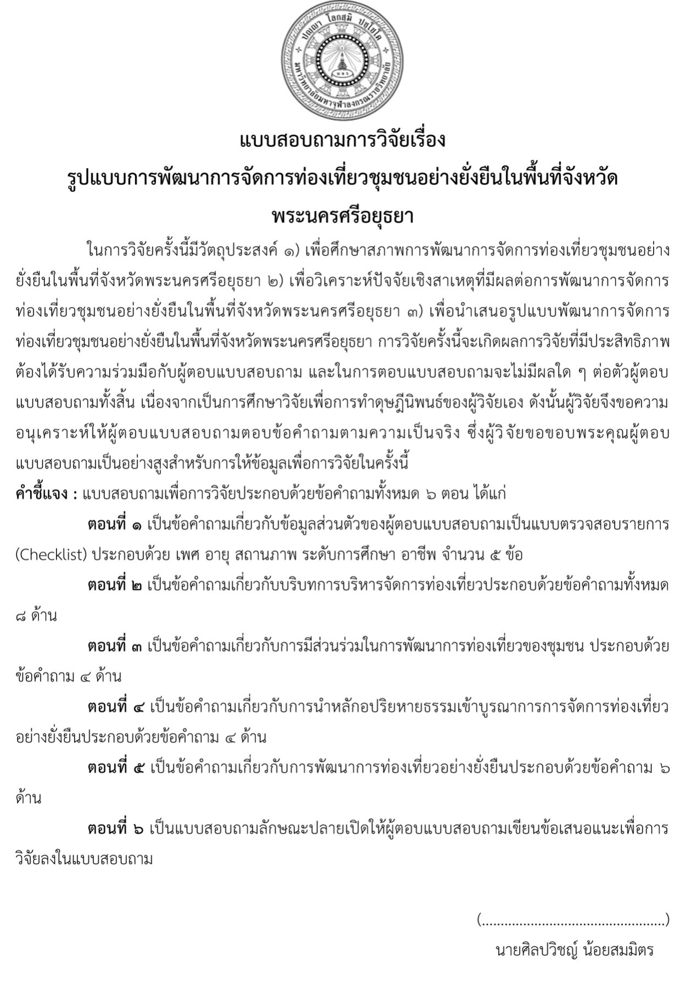 ปญฺญา โลกสฺมิ ปชฺโชโต
ม จ ร
มหาวิทยาลัยมหาจุฬาลงกรณราชวิทยาลัย
แบบสอบถามการวิจัยเรื่อง
รูปแบบการพัฒนาการจัดการท่องเที่ยวชุมชนอย่างยั่งยืนในพื้นที่จังหวัด
พระนครศรีอยุธยา
ในการวิจัยครั้งนี้มีวัตถุประสงค์ ๑) เพื่อศึกษาสภาพการพัฒนาการจัดการท่องเที่ยวชุมชนอย่าง
ยั่งยืนในพื้นที่จังหวัดพระนครศรีอยุธยา ๒) เพื่อวิเคราะห์ปัจจัยเชิงสาเหตุที่มีผลต่อการพัฒนาการจัดการ
ท่องเที่ยวชุมชนอย่างยั่งยืนในพื้นที่จังหวัดพระนครศรีอยุธยา ๓) เพื่อนำเสนอรูปแบบพัฒนาการจัดการ
ท่องเที่ยวชุมชนอย่างยั่งยืนในพื้นที่จังหวัดพระนครศรีอยุธยา การวิจัยครั้งนี้จะเกิดผลการวิจัยที่มีประสิทธิภาพ
ต้องได้รับความร่วมมือกับผู้ตอบแบบสอบถาม และในการตอบแบบสอบถามจะไม่มีผลใด ๆ ต่อตัวผู้ตอบ
แบบสอบถามทั้งสิ้น เนื่องจากเป็นการศึกษาวิจัยเพื่อการทำดุษฎีนิพนธ์ของผู้วิจัยเอง ดังนั้นผู้วิจัยจึงขอความ
อนุเคราะห์ให้ผู้ตอบแบบสอบถามตอบข้อคำถามตามความเป็นจริง ซึ่งผู้วิจัยขอขอบพระคุณผู้ตอบ
แบบสอบถามเป็นอย่างสูงสำหรับการให้ข้อมูลเพื่อการวิจัยในครั้งนี้
คำชี้แจง : แบบสอบถามเพื่อการวิจัยประกอบด้วยข้อคำถามทั้งหมด ๖ ตอน ได้แก่
ตอนที่ ๑ เป็นข้อคำถามเกี่ยวกับข้อมูลส่วนตัวของผู้ตอบแบบสอบถามเป็นแบบตรวจสอบรายการ
(Checklist) ประกอบด้วย เพศ อายุ สถานภาพ ระดับการศึกษา อาชีพ จำนวน ๕ ข้อ
ตอนที่ ๒ เป็นข้อคำถามเกี่ยวกับบริบทการบริหารจัดการท่องเที่ยวประกอบด้วยข้อคำถามทั้งหมด
๘ ด้าน
ตอนที่ ๓ เป็นข้อคำถามเกี่ยวกับการมีส่วนร่วมในการพัฒนาการท่องเที่ยวของชุมชน ประกอบด้วย
ข้อคำถาม ๔ ด้าน
ตอนที่ ๔ เป็นข้อคำถามเกี่ยวกับการนำหลักอปริยหายธรรมเข้าบูรณาการการจัดการท่องเที่ยว
อย่างยั่งยืนประกอบด้วยข้อคำถาม ๔ ด้าน
ตอนที่ ๕ เป็นข้อคำถามเกี่ยวกับการพัฒนาการท่องเที่ยวอย่างยั่งยืนประกอบด้วยข้อคำถาม ๖
ด้าน
ตอนที่ ๖ เป็นแบบสอบถามลักษณะปลายเปิดให้ผู้ตอบแบบสอบถามเขียนข้อเสนอแนะเพื่อการ
วิจัยลงในแบบสอบถาม
(.................................................)
นายศิลปวิชญ์ น้อยสมมิตร